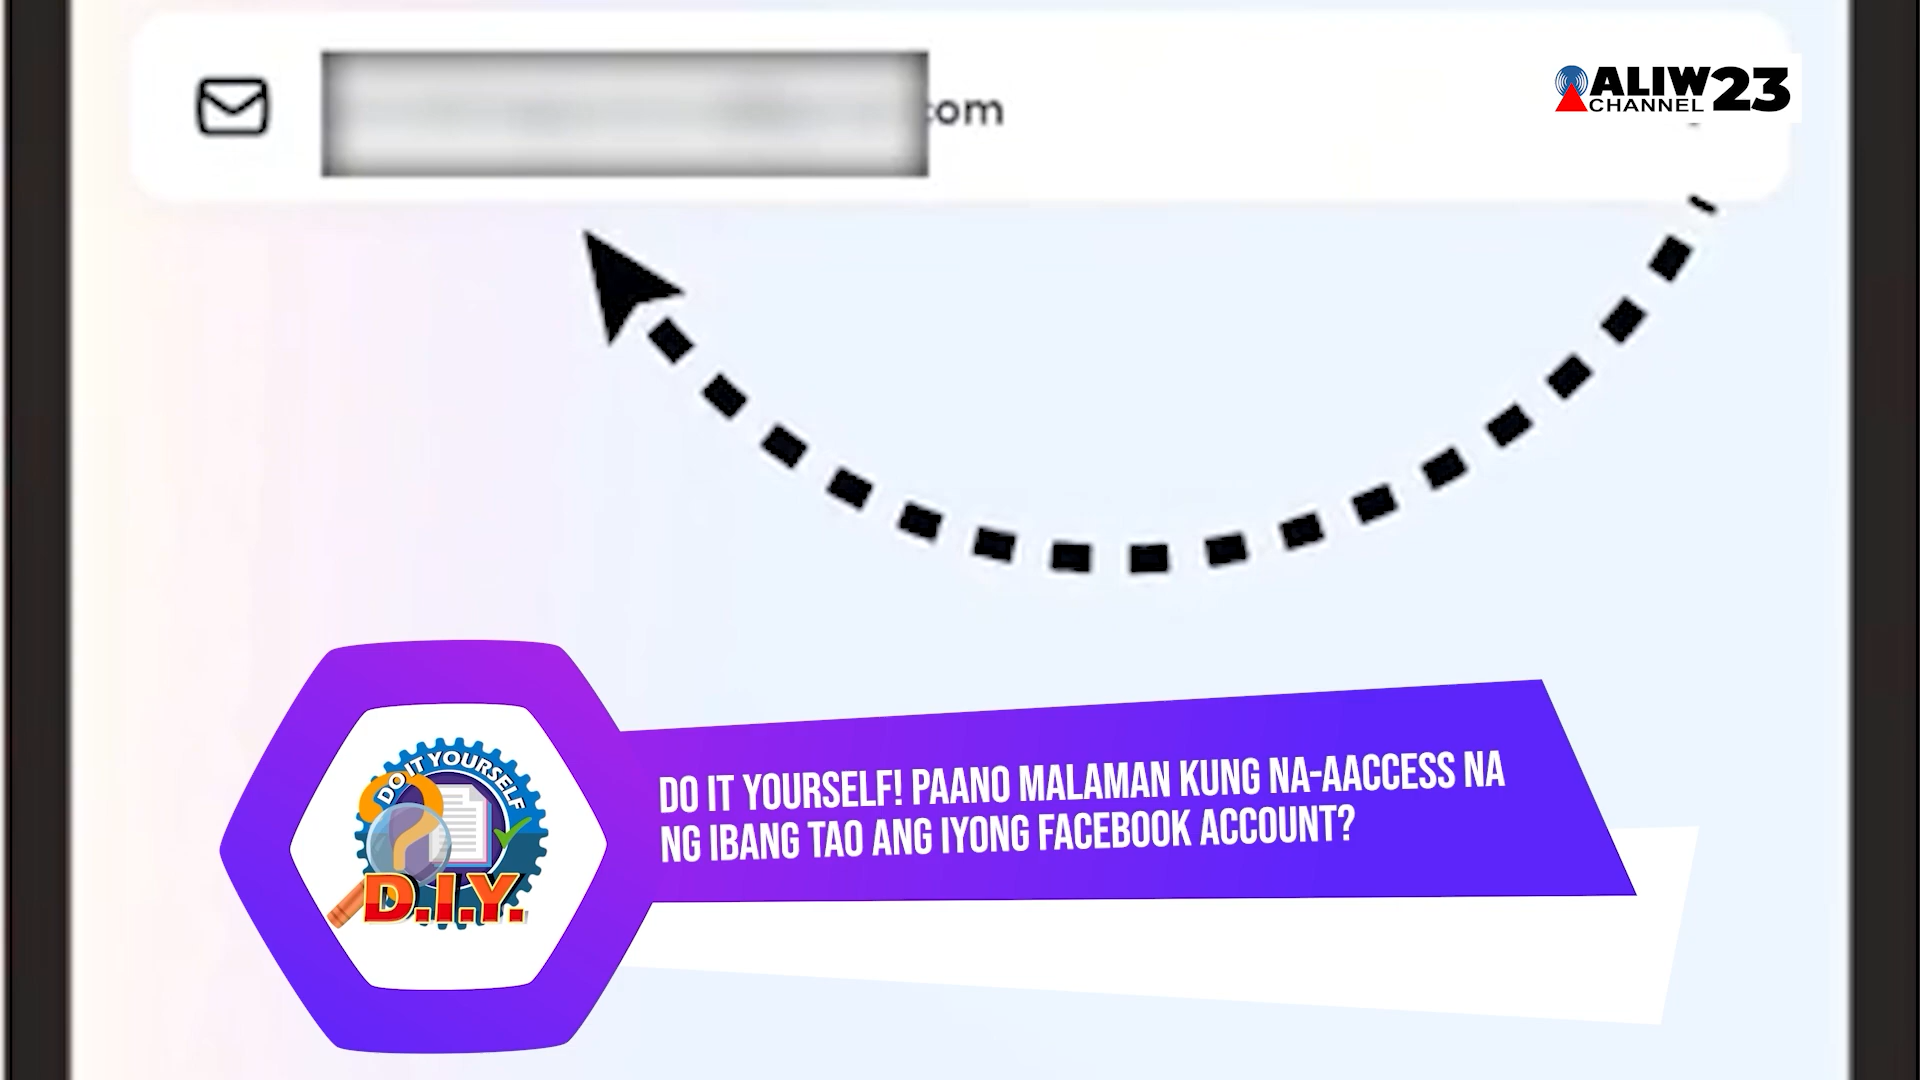 com
ALIW 23
CHANNEL
DO IT YOURSELF
D.I.Y.
DO IT YOURSELF! PAANO MALAMAN KUNG NA-AACCESS NA
NG IBANG TAO ANG IYONG FACEBOOK ACCOUNT?